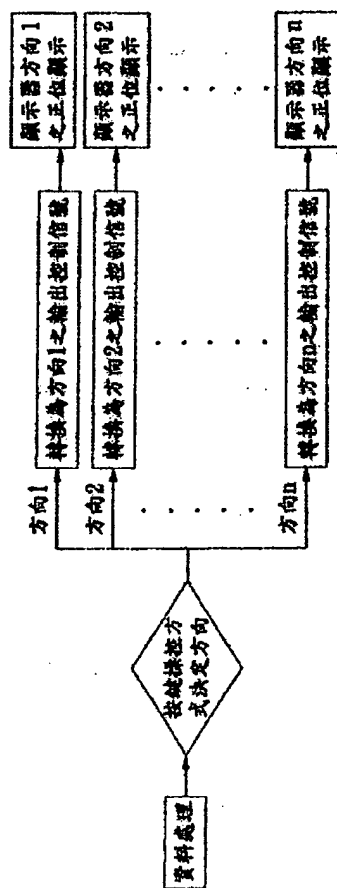 資料處理
按鍵操控方
式決定方向
方向1
轉換為方向1之輸出控制信號
顯示器方向1
之正位顯示
方向2
轉換為方向2之輸出控制信號
顯示器方向2
之正位顯示
方向n
轉換為方向n之輸出控制信號
顯示器方向n
之正位顯示